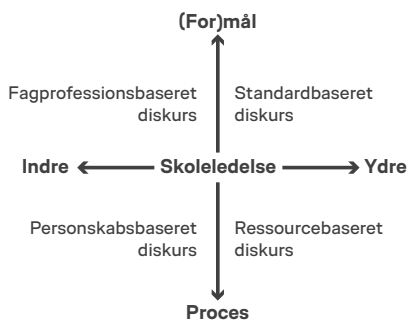 (For)mål
Fagprofessionsbaseret
diskurs
Standardbaseret
diskurs
Indre
Skoleledelse
Ydre
Personskabsbaseret
diskurs
Ressourcebaseret
diskurs
Proces